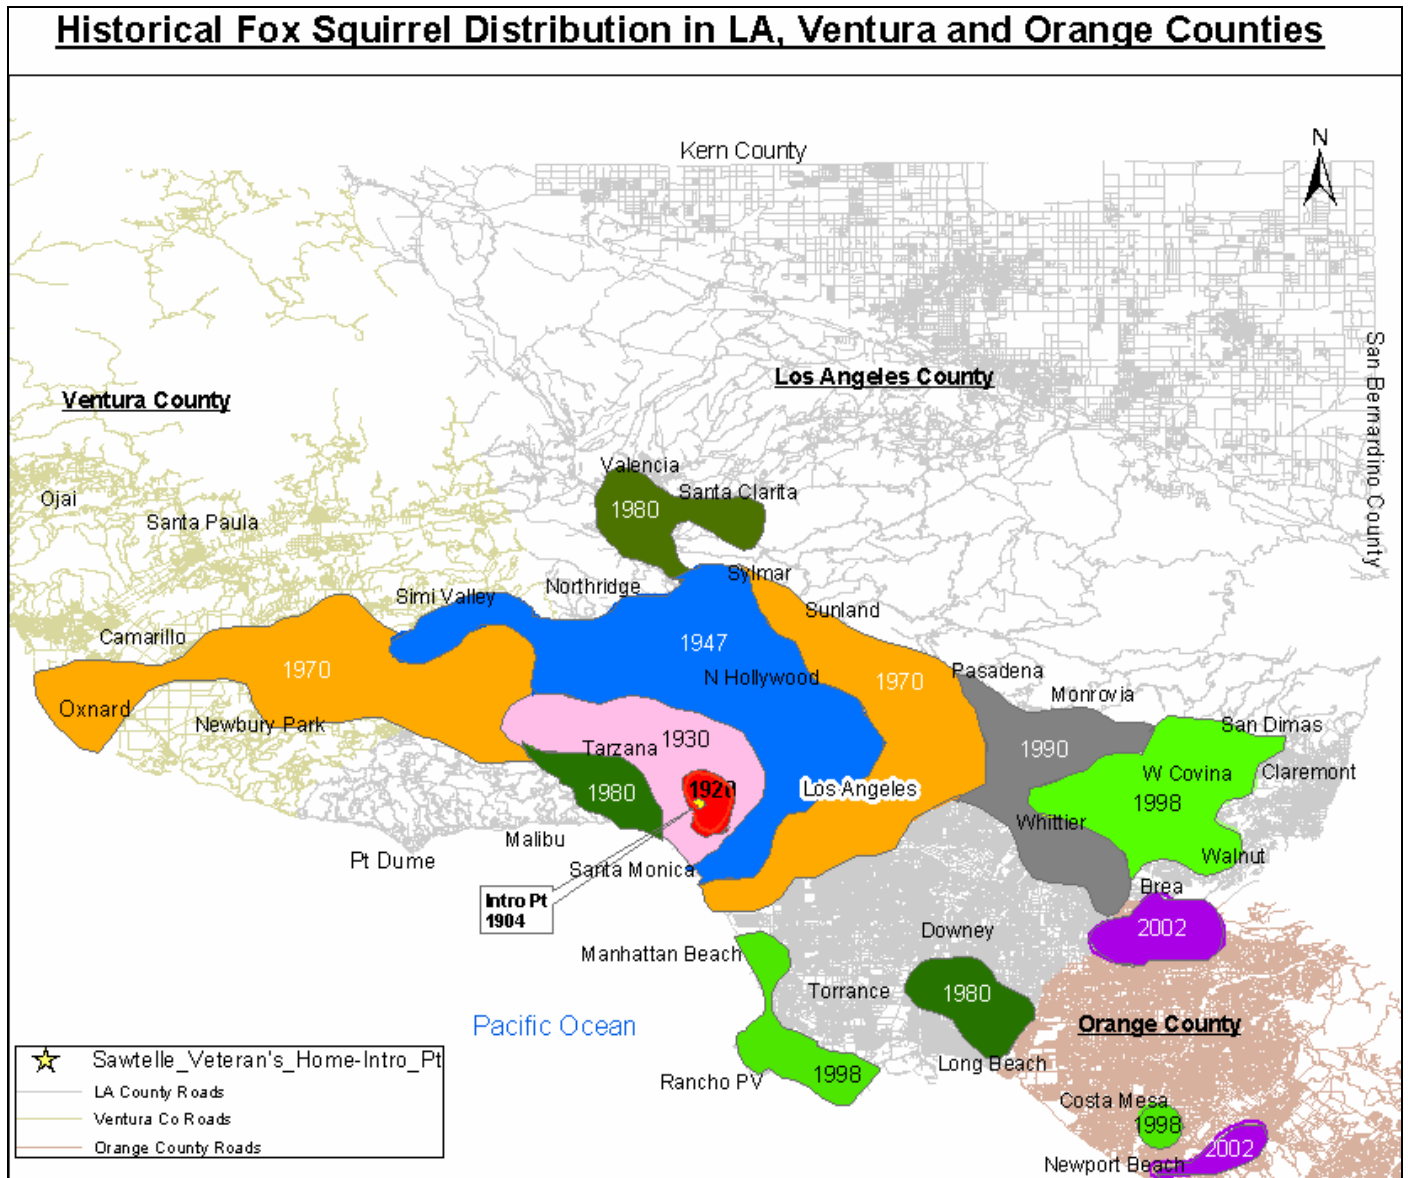 Historical Fox Squirrel Distribution in LA, Ventura and Orange Counties
N
Kern County
San Bernardino County
Los Angeles County
Ventura County
Valencia
Santa Clarita
Ojai
1980
Santa Paula
Sylmar
Northridge
Simi Valley
Sunland
Camarillo
1947
1970
N Hollywood
1970
Pasadena
Monrovia
Oxnard
Newbury Park
San Dimas
Tarzana
1930
1990
W Covina
Claremont
1980
1920
Los Angeles
1998
Whittier
Malibu
Pt Dume
Santa Monica
Walnut
Brea
Intro Pt
1904
2002
Downey
Manhattan Beach
Torrance
1980
Pacific Ocean
Orange County
Long Beach
Rancho PV
1998
Costa Mesa
1998
2002
Newport Beach
Sawtelle_Veteran's_Home-Intro_Pt
LA County Roads
Ventura Co Roads
Orange County Roads